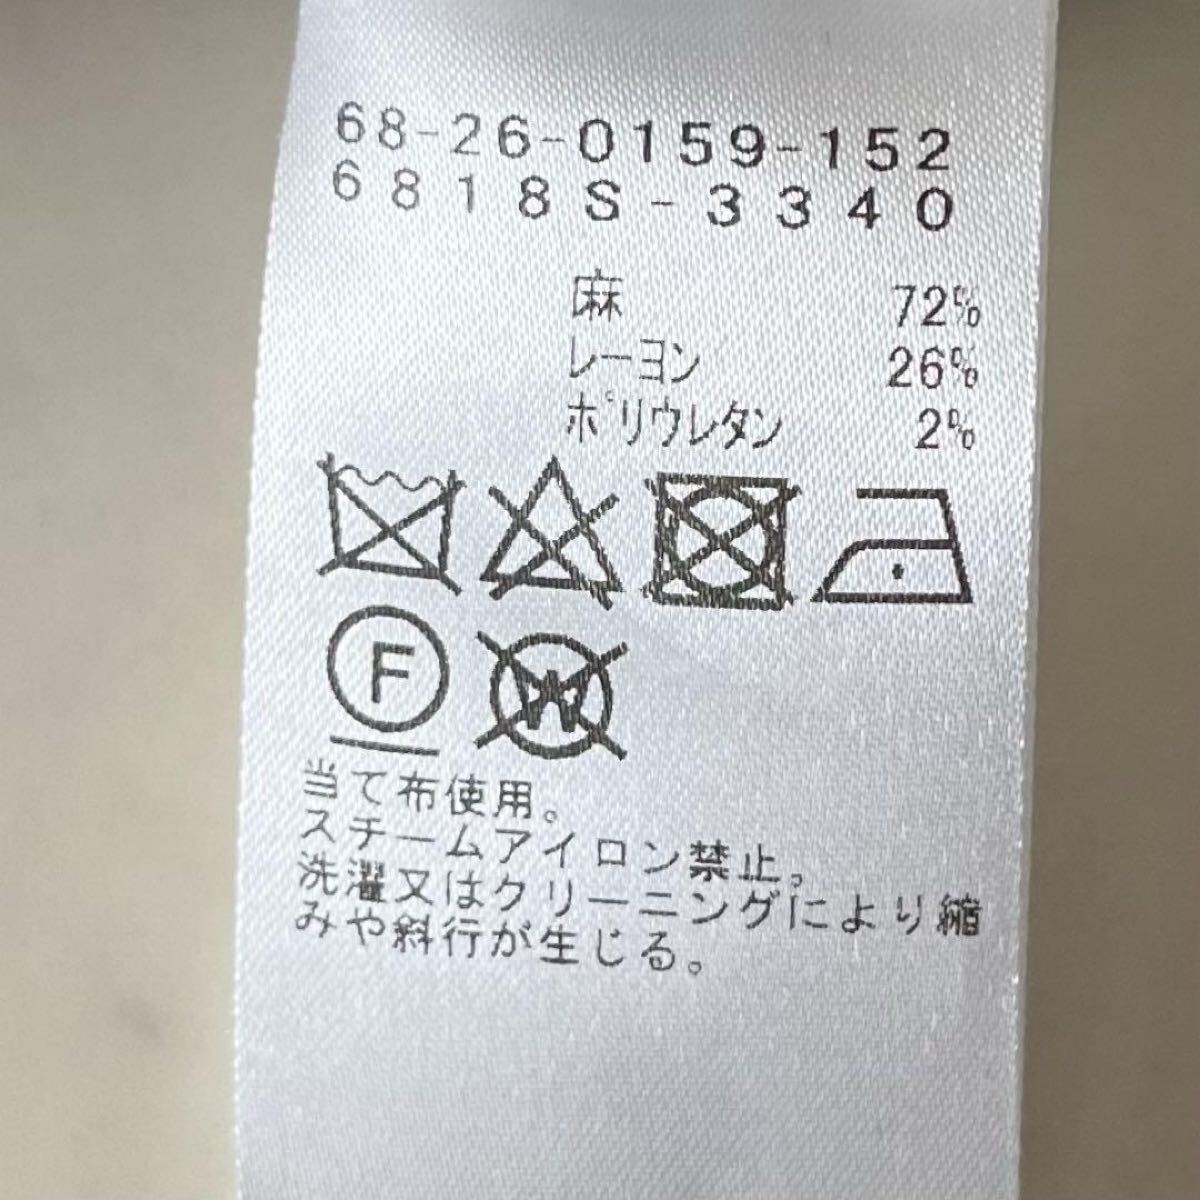 68-26-0159-152
6818S-3340
麻 72%
レーヨン 26%
ポリウレタン 2%
F W
当て布使用。
スチームアイロン禁止。
洗濯又はクリーニングにより縮
みや斜行が生じる。